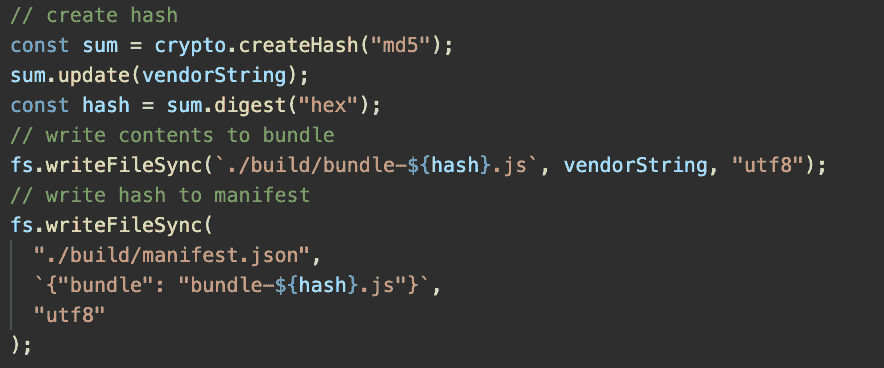 // create hash
const sum = crypto.createHash("md5");
sum.update(vendorString);
const hash = sum.digest("hex");
// write contents to bundle
fs.writeFileSync(`./build/bundle-${hash}.js`, vendorString, "utf8");
// write hash to manifest
fs.writeFileSync(
  "./build/manifest.json",
  `{"bundle": "bundle-${hash}.js"}`,
  "utf8"
);